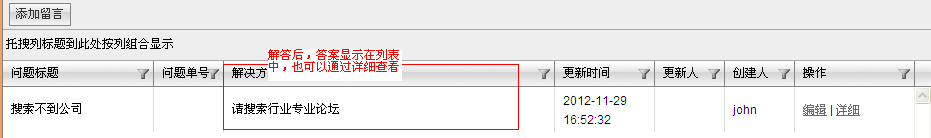 添加留言
托拽列标题到此处按列组合显示
解答后，答案显示在列表
中，也可以通过详细查看
问题标题 问题单号 解决方 更新时间 更新人 创建人 操作
搜索不到公司 请搜索行业专业论坛 2012-11-29 john 编辑 | 详细
16:52:32